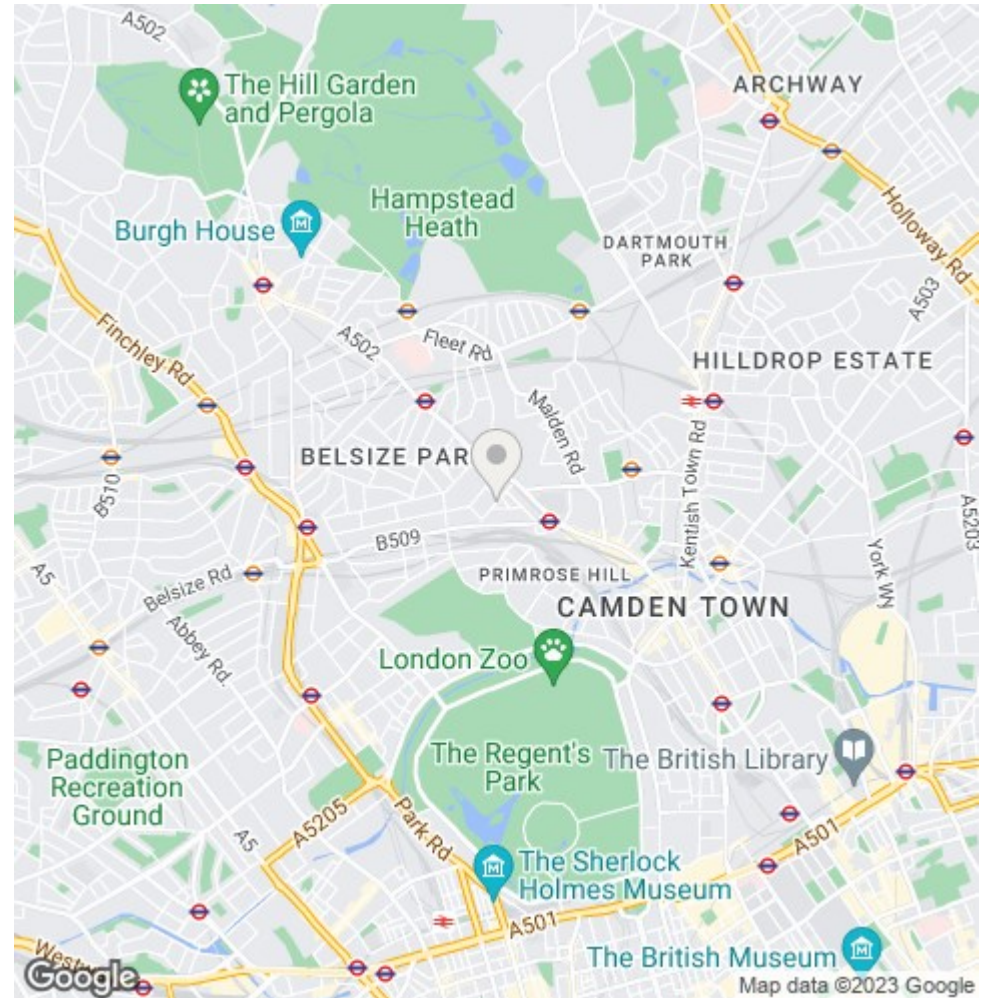 A502
The Hill Garden
and Pergola
ARCHWAY
Hampstead
Heath
Burgh House
Holloway Rd
DARTMOUTH
PARK
A503
Finchley Rd
A502
Fleet Rd
HILLDROP ESTATE
Malden Rd
BELSIZE PAR
B510
Kentish Town Rd
A5203
B509
York WN
A5
Belsize Rd
PRIMROSE HILL
CAMDEN TOWN
Abbey Rd.
London Zoo
The Regent's
Park
The British Library
Paddington
Recreation
Ground
A5205
Park Rd
A5
A501
The Sherlock
Holmes Museum
A501
The British Museum
Google
Map data ©2023 Google